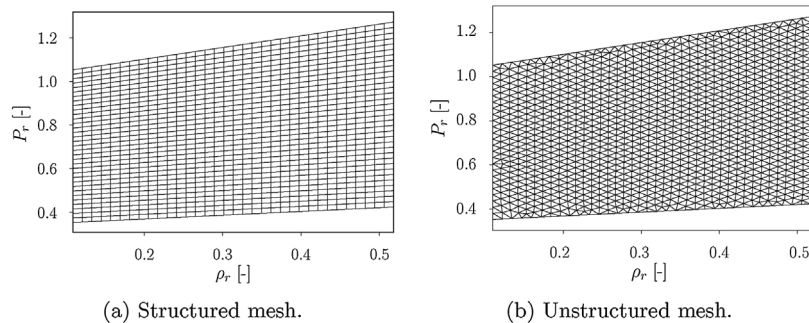 1.2
1.0
0.8
0.6
0.4
P_r [-]
0.2 0.3 0.4 0.5
ρ_r [-]
(a) Structured mesh.
1.2
1.0
0.8
0.6
0.4
P_r [-]
0.2 0.3 0.4 0.5
ρ_r [-]
(b) Unstructured mesh.